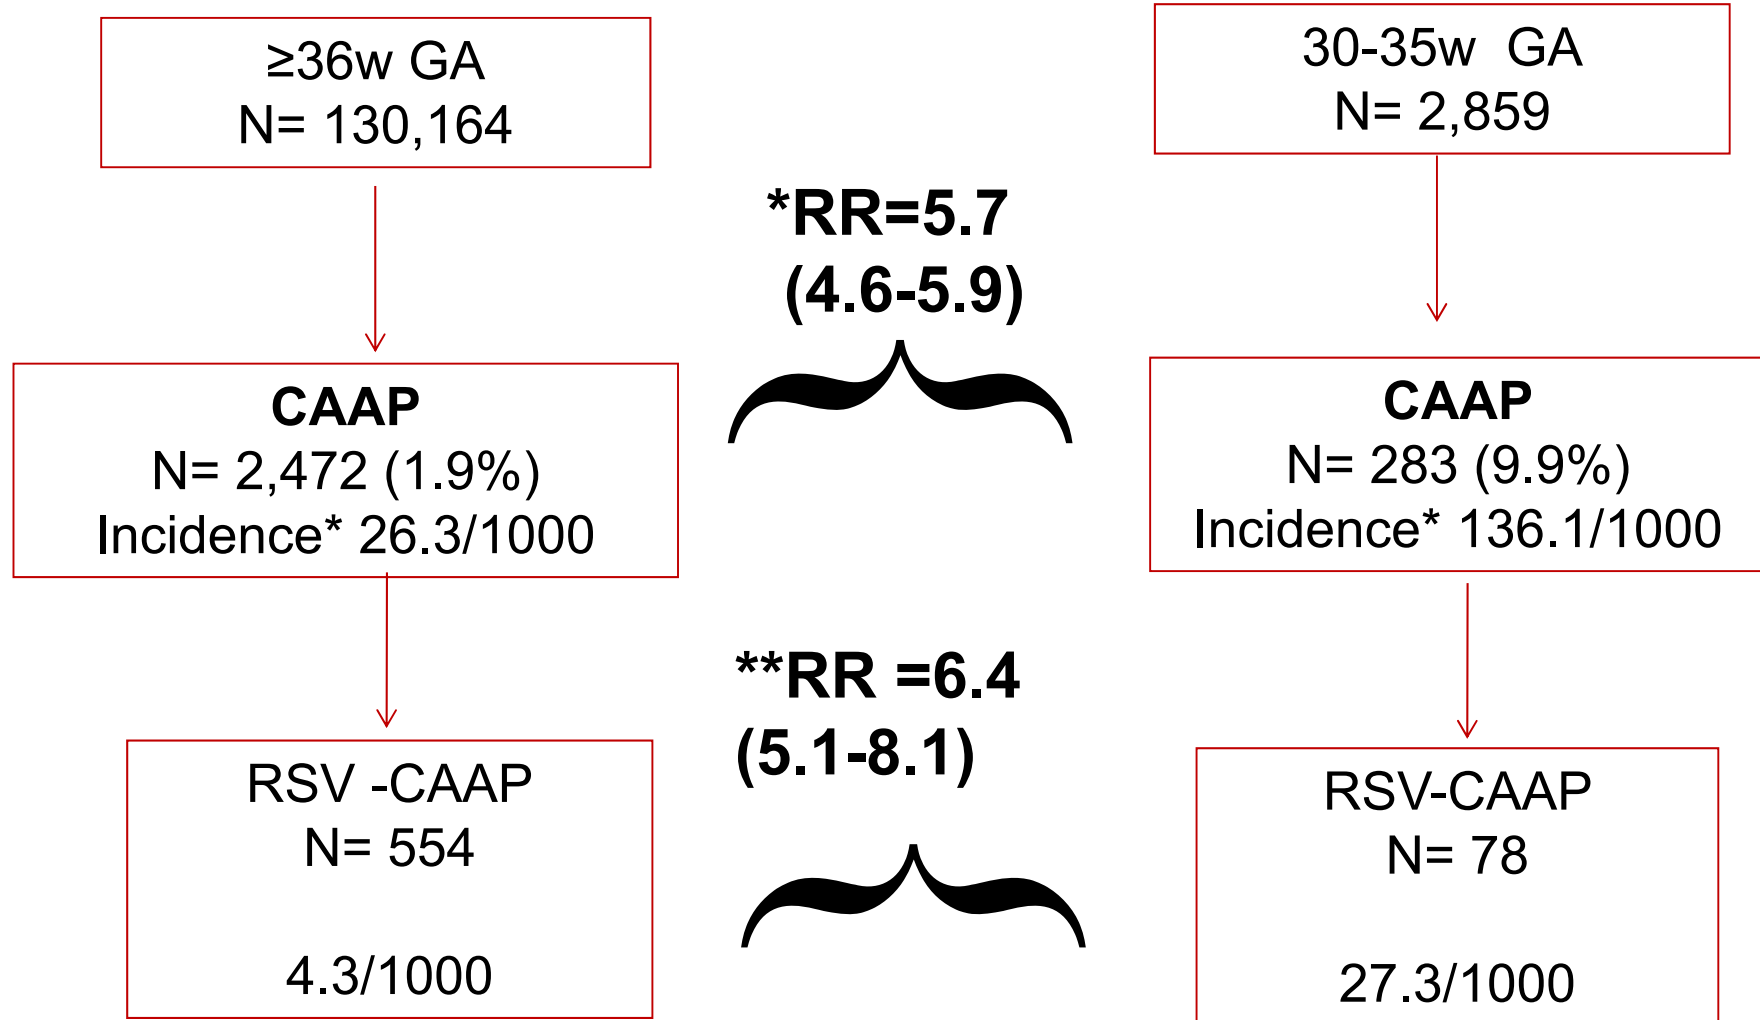 ≥36w GA
N= 130,164
30-35w GA
N= 2,859
*RR=5.7
(4.6-5.9)
CAAP
N= 2,472 (1.9%)
Incidence* 26.3/1000
CAAP
N= 283 (9.9%)
Incidence* 136.1/1000
**RR =6.4
(5.1-8.1)
RSV -CAAP
N= 554
4.3/1000
RSV-CAAP
N= 78
27.3/1000